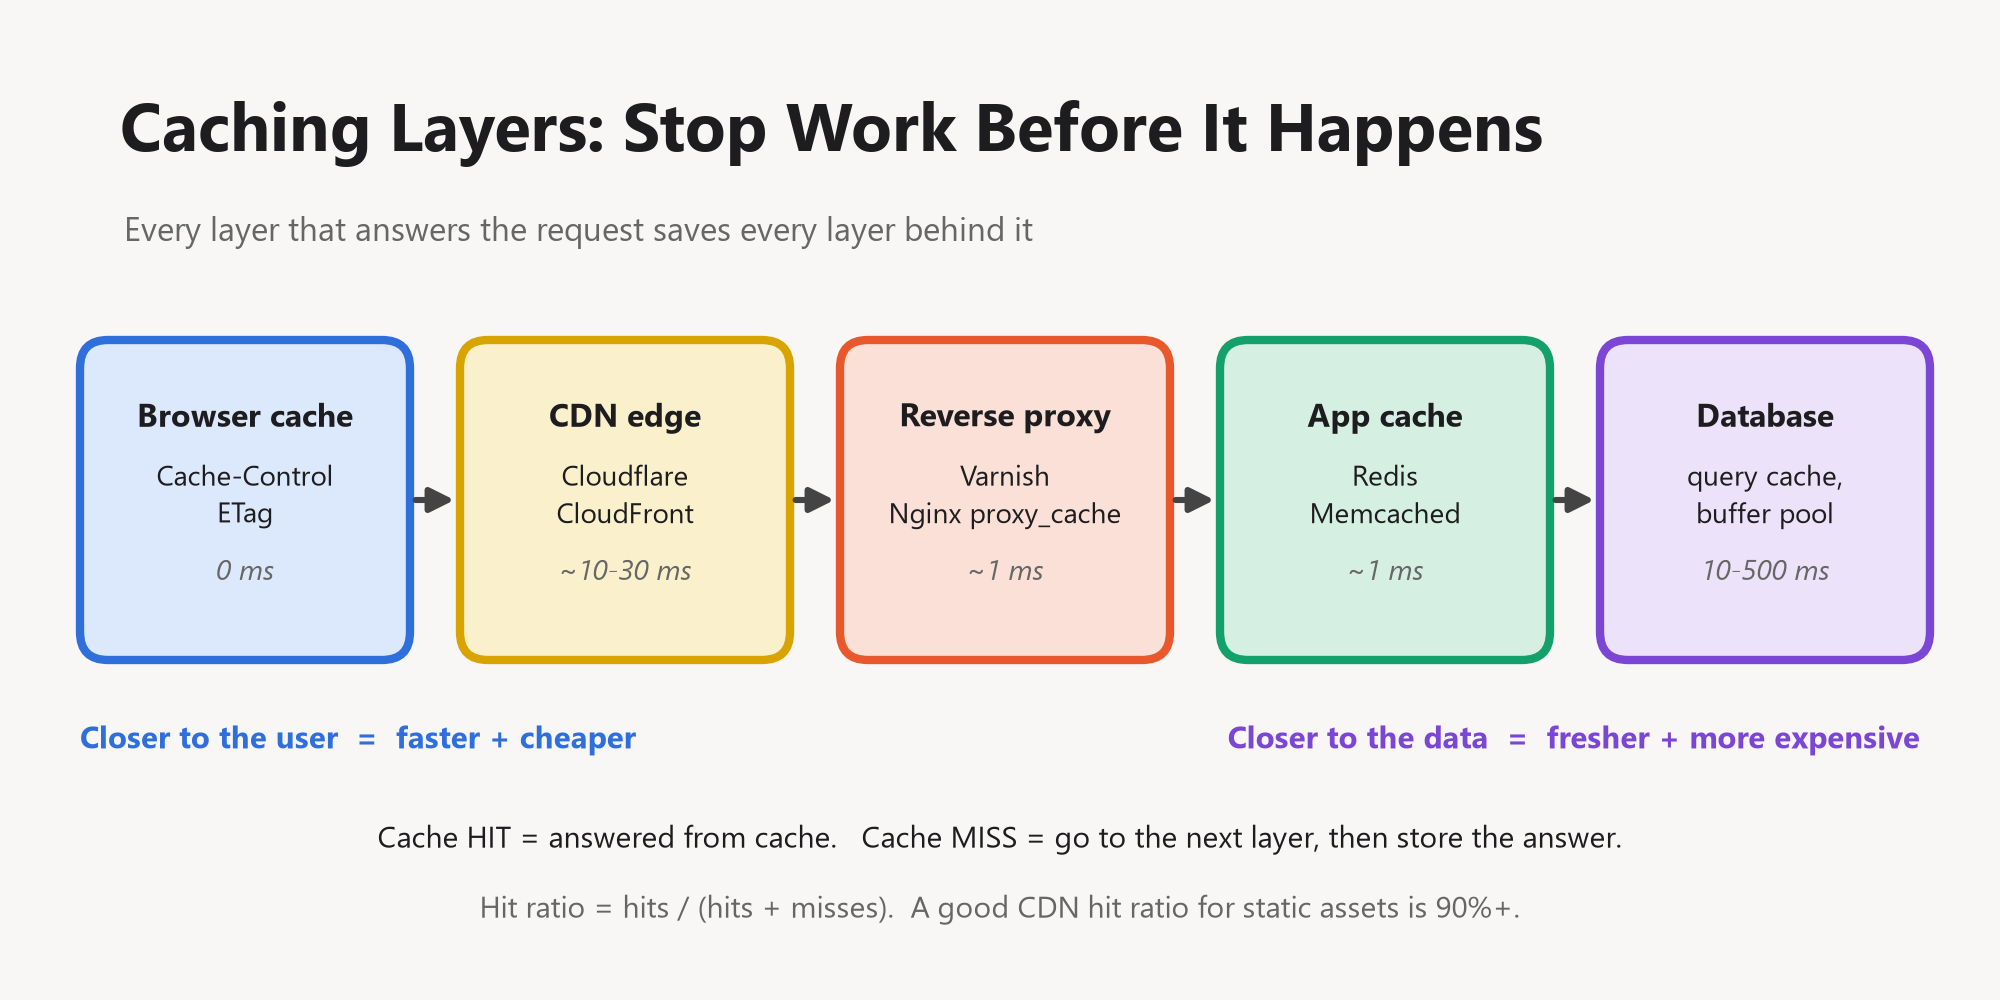 Caching Layers: Stop Work Before It Happens
Every layer that answers the request saves every layer behind it
Browser cache
Cache-Control
ETag
0 ms
CDN edge
Cloudflare
CloudFront
~10-30 ms
Reverse proxy
Varnish
Nginx proxy_cache
~1 ms
App cache
Redis
Memcached
~1 ms
Database
query cache,
buffer pool
10-500 ms
Closer to the user = faster + cheaper
Closer to the data = fresher + more expensive
Cache HIT = answered from cache. Cache MISS = go to the next layer, then store the answer.
Hit ratio = hits / (hits + misses). A good CDN hit ratio for static assets is 90%+.